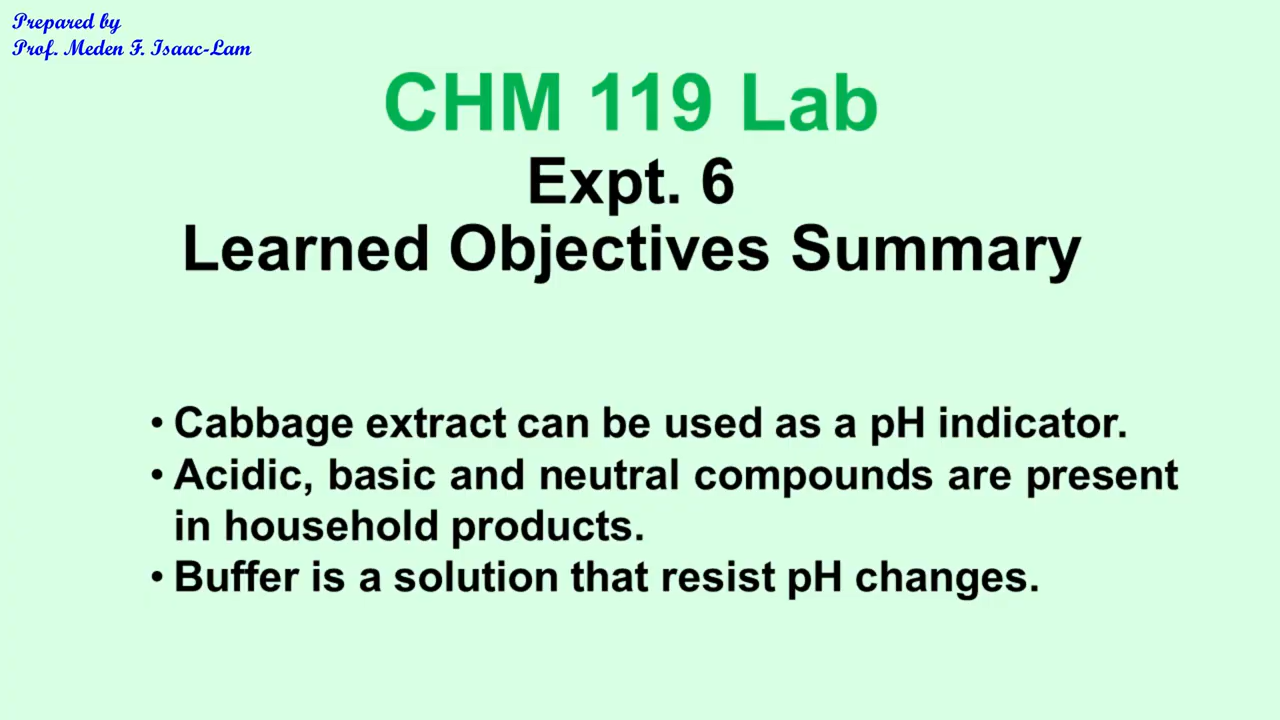 Prepared by
Prof. Meden F. Isaac-Lam
CHM 119 Lab
Expt. 6
Learned Objectives Summary
• Cabbage extract can be used as a pH indicator.
• Acidic, basic and neutral compounds are present
in household products.
• Buffer is a solution that resist pH changes.